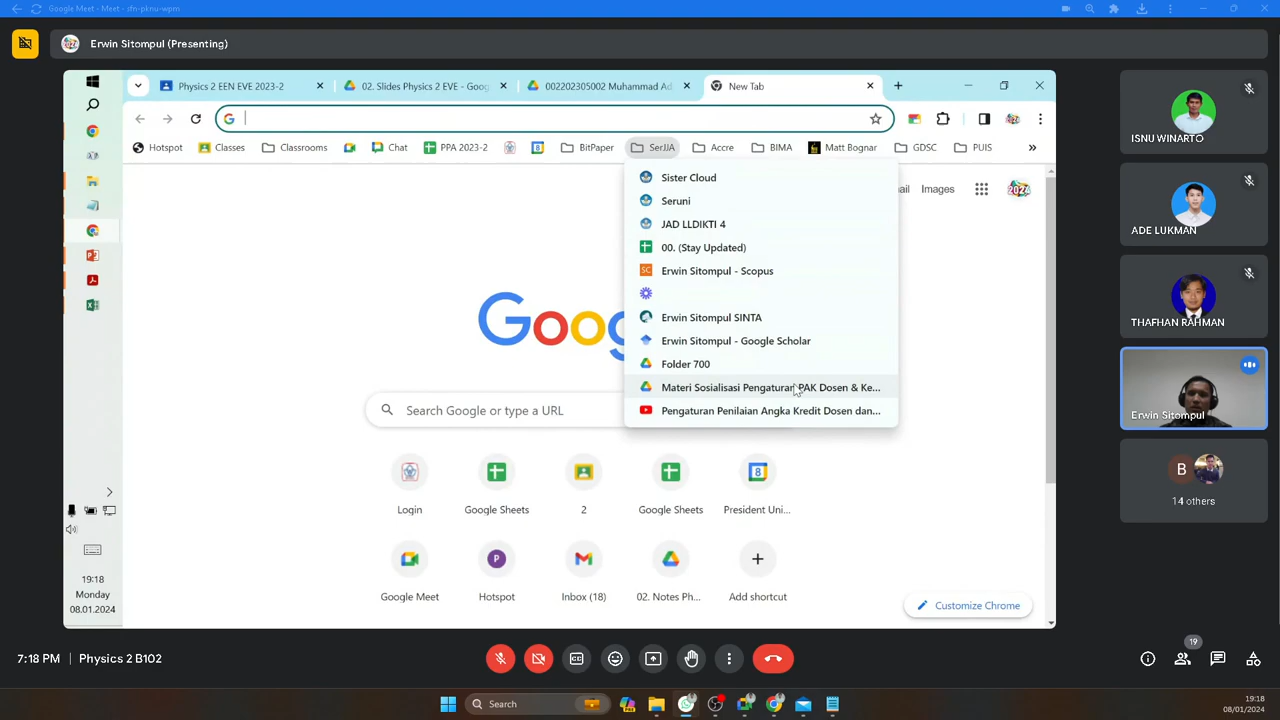 Google Meet - Meet - sfn-pknu-wpm
Erwin Sitompul (Presenting)
Physics 2 EEN EVE 2023-2
02. Slides Physics 2 EVE - Goog
002202305002 Muhammad Ad
New Tab
Hotspot
Classes
Classrooms
Chat
PPA 2023-2
BitPaper
SerJJA
Accre
BIMA
Matt Bognar
GDSC
PUIS
Sister Cloud
Seruni
JAD LLDIKTI 4
00. (Stay Updated)
Erwin Sitompul - Scopus
Erwin Sitompul SINTA
Erwin Sitompul - Google Scholar
Folder 700
Materi Sosialisasi Pengaturan PAK Dosen & Ke...
Pengaturan Penilaian Angka Kredit Dosen dan...
ail
Images
Goog
Search Google or type a URL
Login
Google Sheets
2
Google Sheets
President Uni...
Google Meet
P
Hotspot
Inbox (18)
02. Notes Ph...
Add shortcut
Customize Chrome
19:18
Monday
08.01.2024
ISNU WINARTO
ADE LUKMAN
THAFHAN RAHMAN
Erwin Sitompul
B
14 others
7:18 PM
Physics 2 B102
19
Search
19:18
08/01/2024